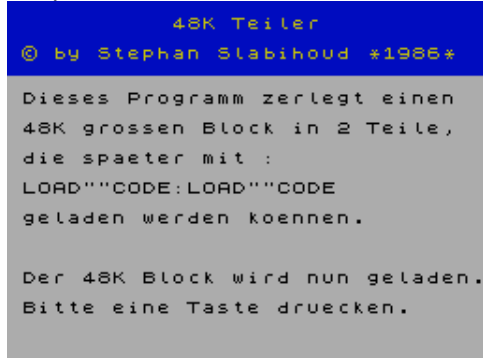 48K Teiler
© by Stephan Slabihoud *1986*
Dieses Programm zerlegt einen
48K grossen Block in 2 Teile,
die spaeter mit :
LOAD""CODE:LOAD""CODE
geladen werden koennen.
Der 48K Block wird nun geladen.
Bitte eine Taste druecken.